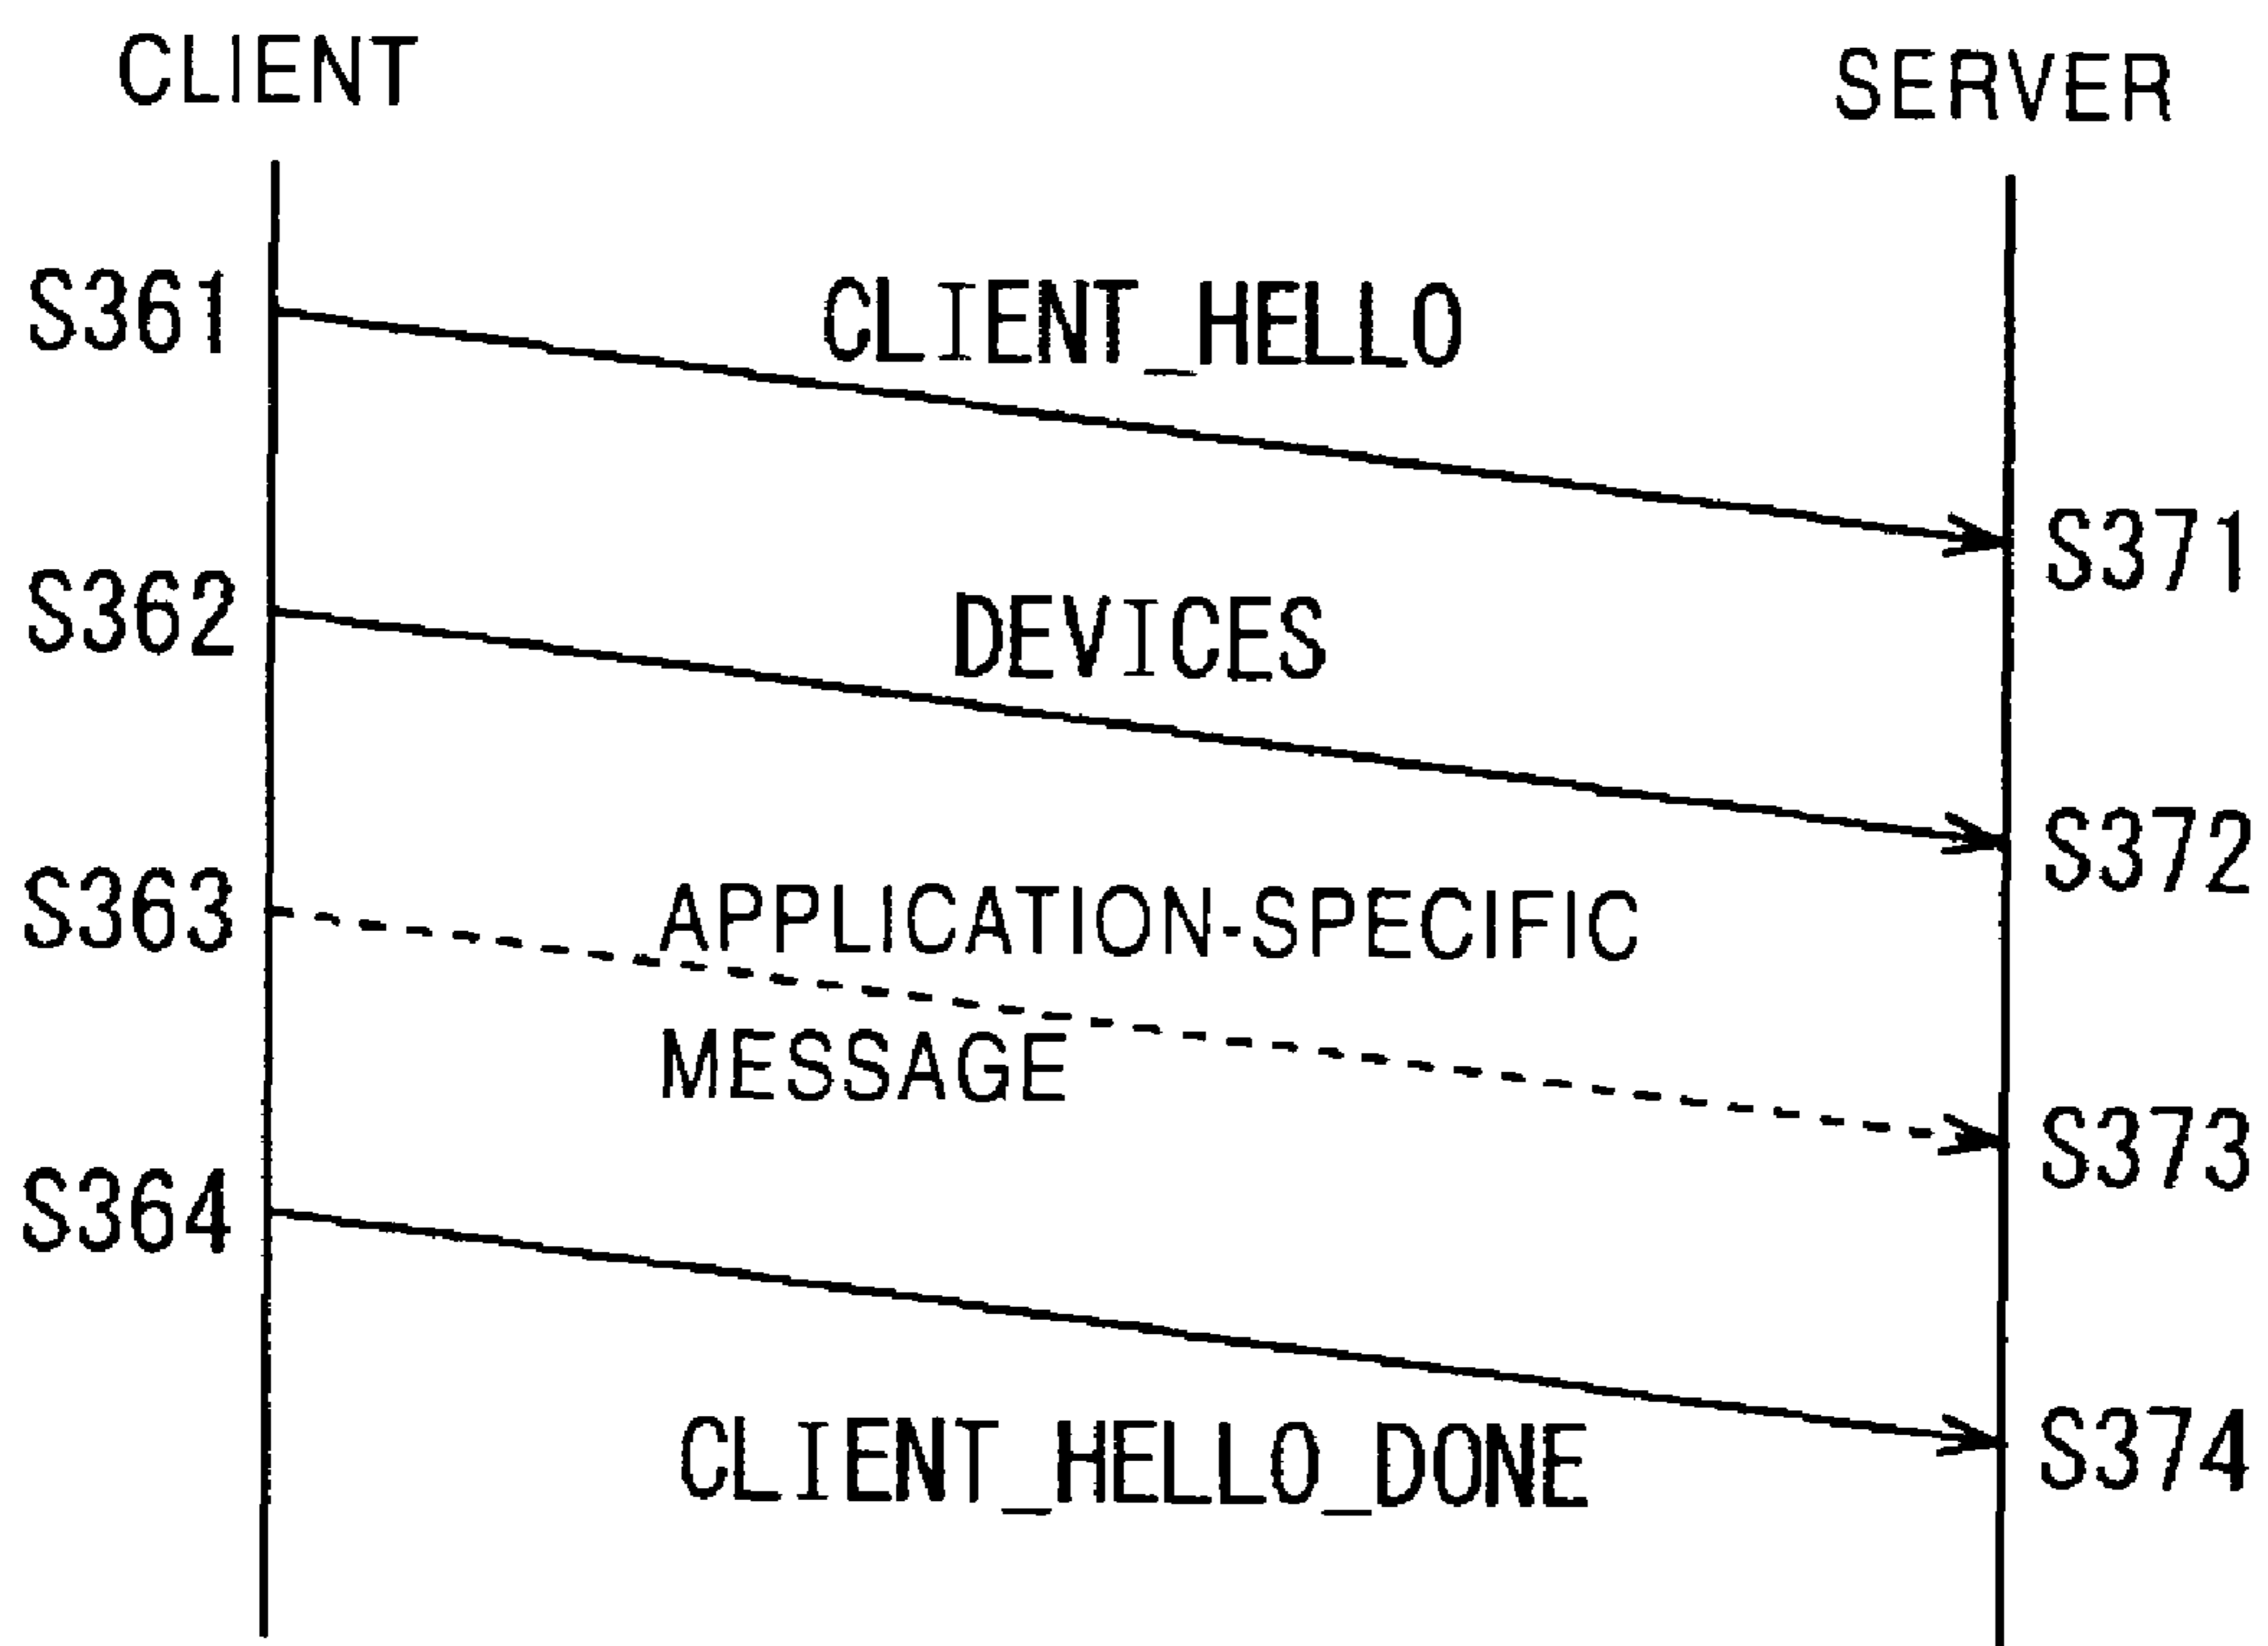 CLIENT
SERVER
S361
CLIENT_HELLO
S371
S362
DEVICES
S372
S363
APPLICATION-SPECIFIC
MESSAGE
S373
S364
CLIENT_HELLO_DONE
S374